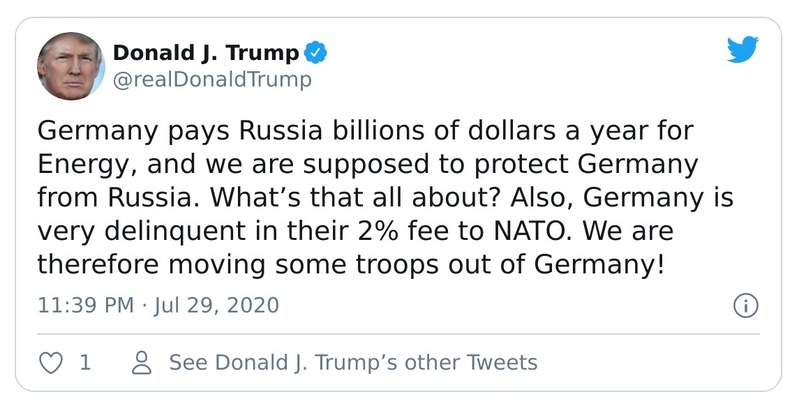 Donald J. Trump
@realDonaldTrump
Germany pays Russia billions of dollars a year for
Energy, and we are supposed to protect Germany
from Russia. What’s that all about? Also, Germany is
very delinquent in their 2% fee to NATO. We are
therefore moving some troops out of Germany!
11:39 PM · Jul 29, 2020
1
See Donald J. Trump’s other Tweets